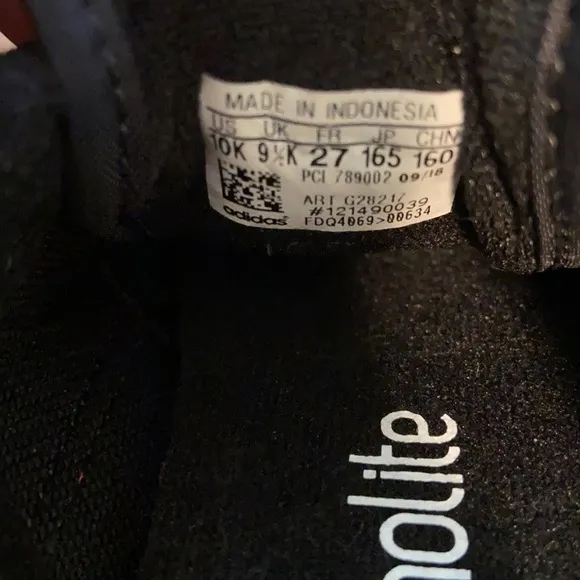 MADE IN INDONESIA
US UK FR JP CHN
10K 9½K 27 165 160
PCI 789002 09/18
ART G28217
#121490039
adidas
FDQ4069>00634
nolite